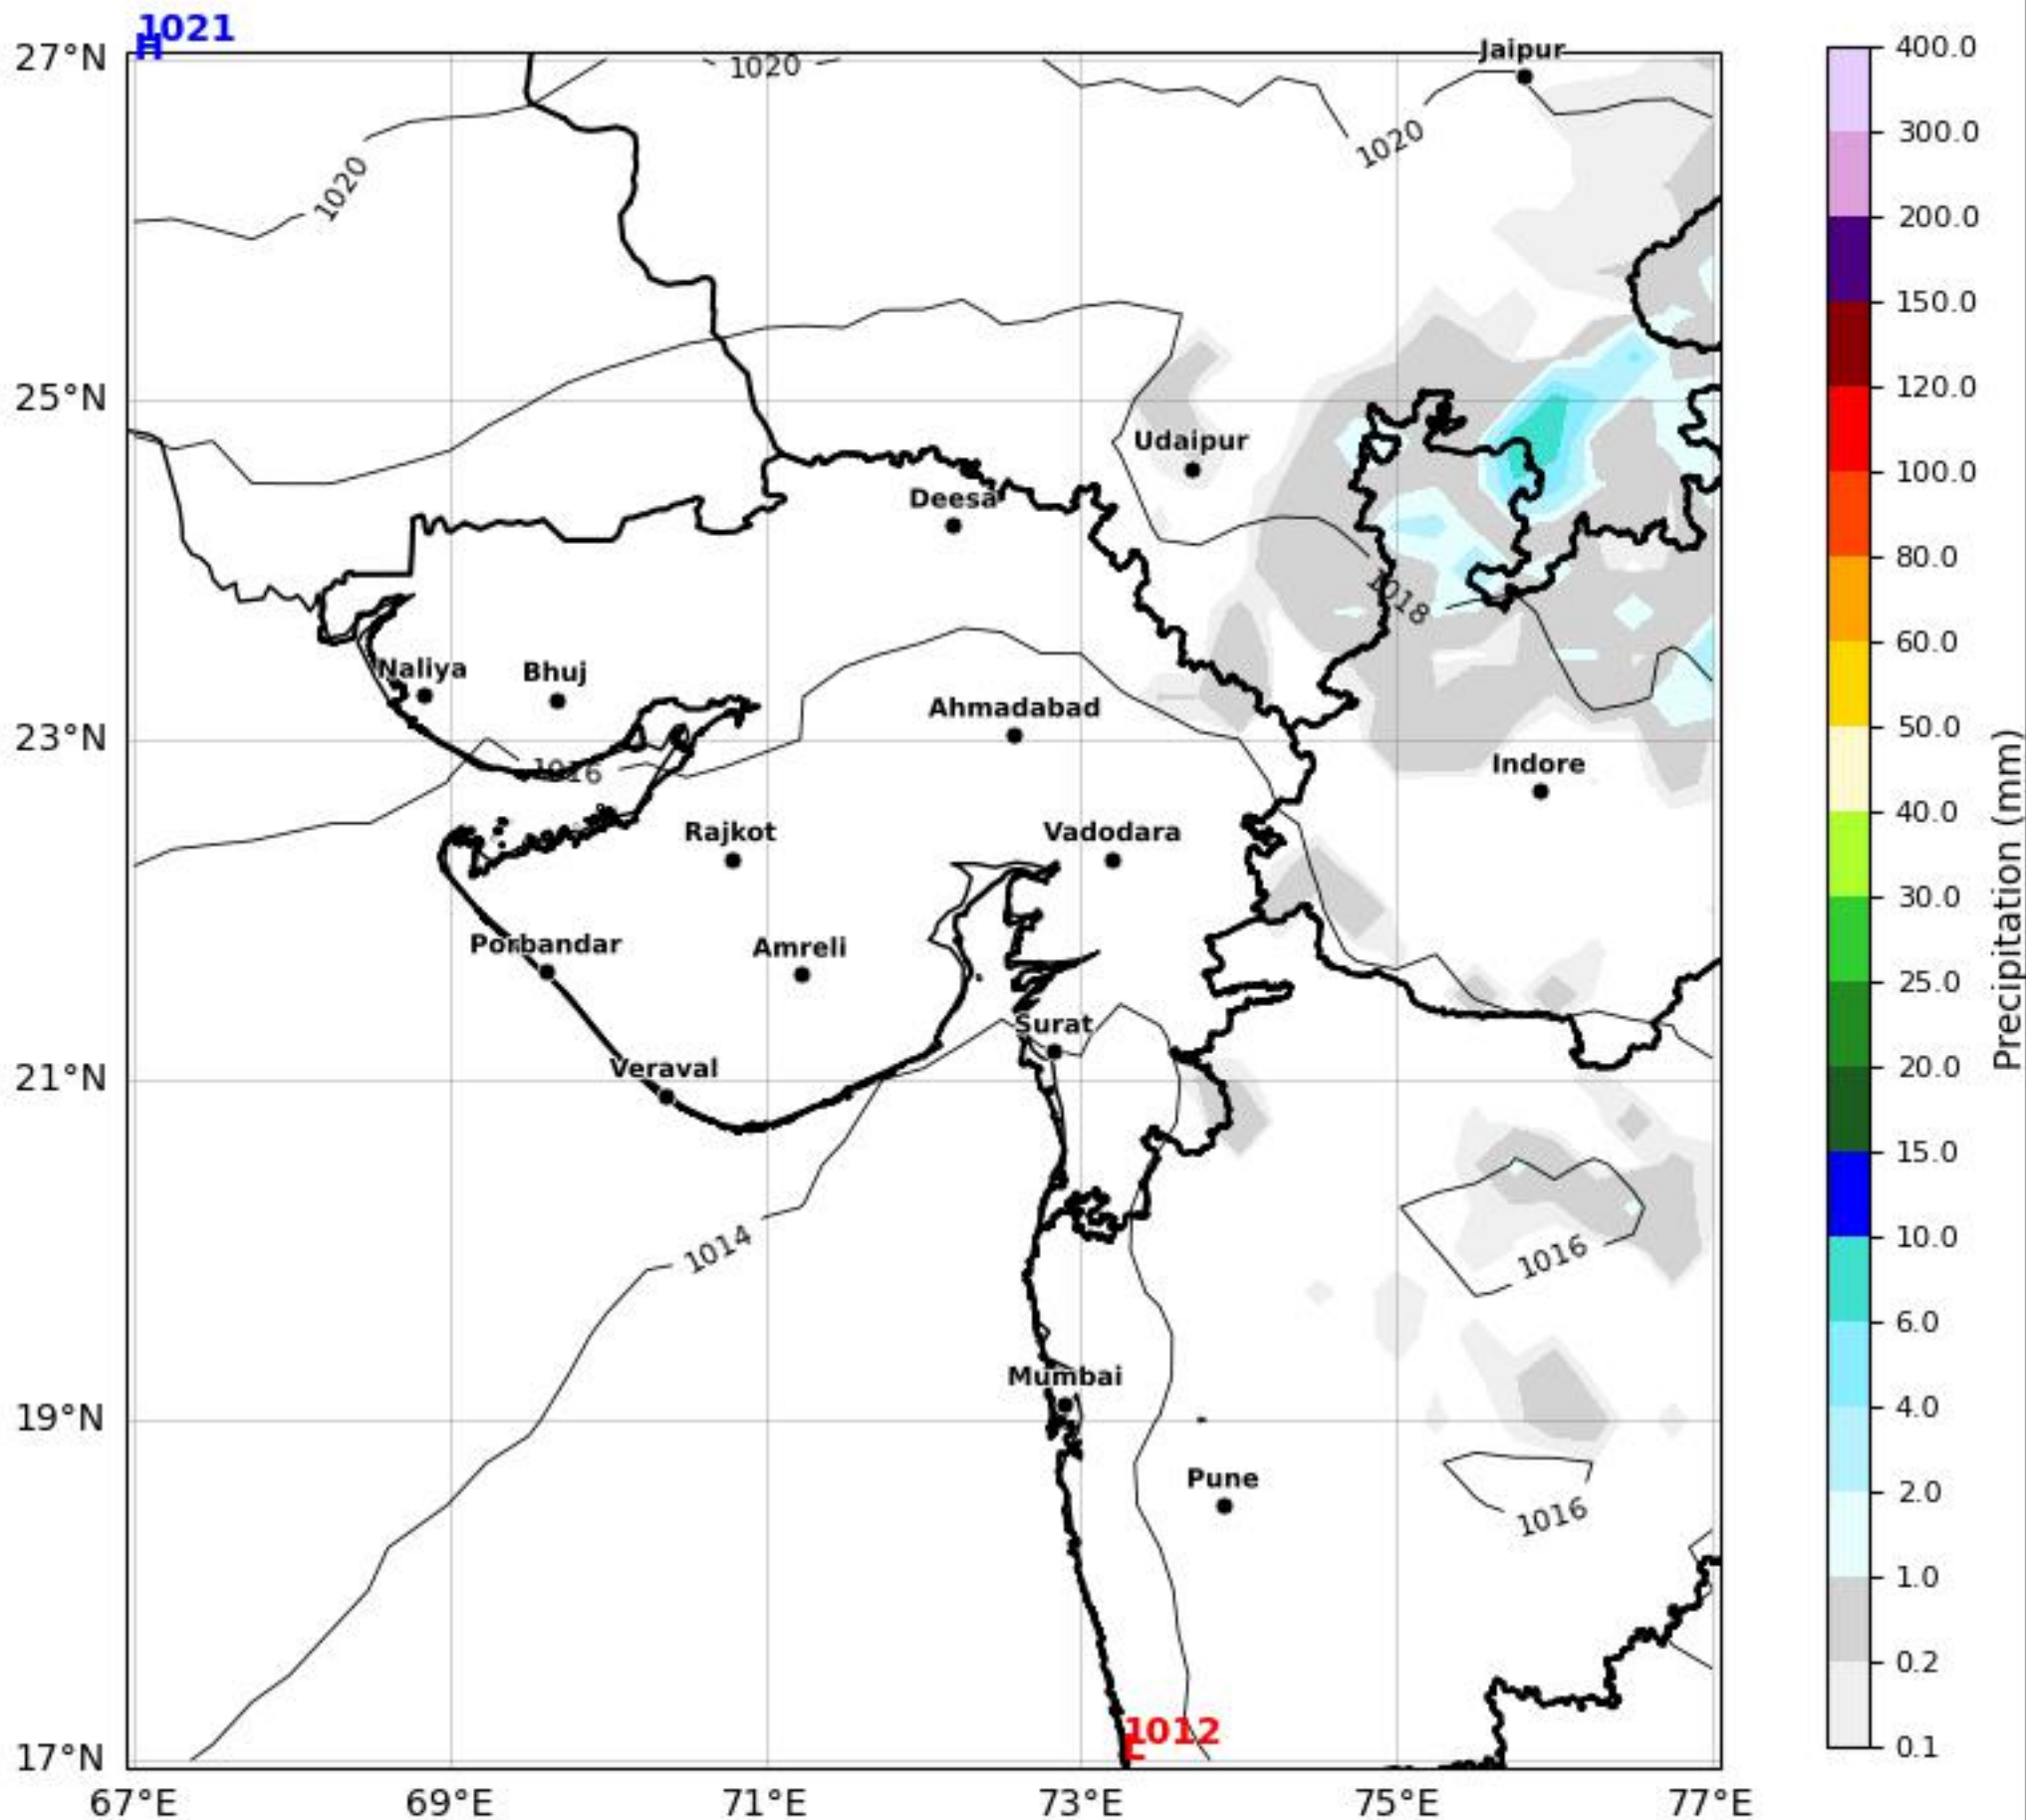 1021
H
Jaipur
27°N
1020
1020
1020
25°N
Udaipur
Deesa
1018
Naliya
Bhuj
Ahmadabad
23°N
1016
Indore
Rajkot
Vadodara
Porbandar
Amreli
Surat
Veraval
21°N
1014
1016
Mumbai
19°N
Pune
1016
1012
L
17°N
67°E
69°E
71°E
73°E
75°E
77°E
400.0
300.0
200.0
150.0
120.0
100.0
80.0
60.0
50.0
40.0
30.0
25.0
20.0
15.0
10.0
6.0
4.0
2.0
1.0
0.2
0.1
Precipitation (mm)